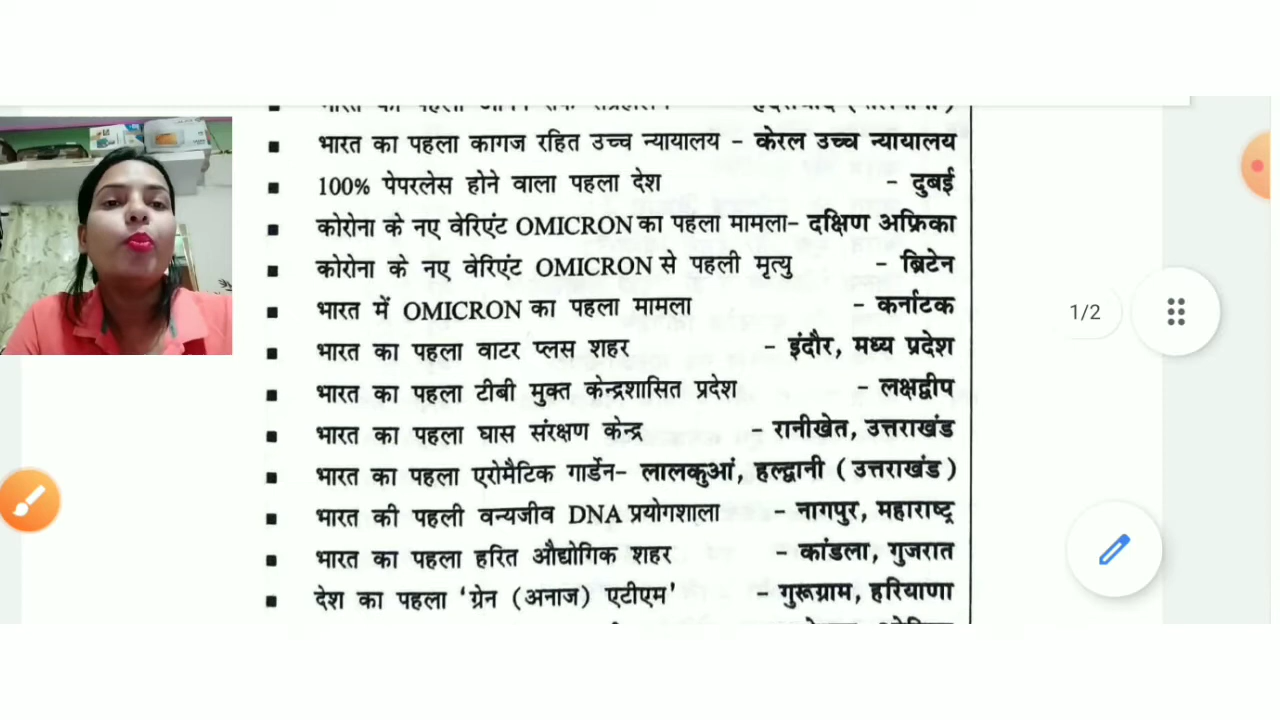 भारत का पहला कागज रहित उच्च न्यायालय - केरल उच्च न्यायालय
100% पेपरलेस होने वाला पहला देश - दुबई
कोरोना के नए वेरिएंट OMICRON का पहला मामला- दक्षिण अफ्रिका
कोरोना के नए वेरिएंट OMICRON से पहली मृत्यु - ब्रिटेन
भारत में OMICRON का पहला मामला - कर्नाटक
1/2
भारत का पहला वाटर प्लस शहर - इंदौर, मध्य प्रदेश
भारत का पहला टीबी मुक्त केन्द्रशासित प्रदेश - लक्षद्वीप
भारत का पहला घास संरक्षण केन्द्र - रानीखेत, उत्तराखंड
भारत का पहला एरोमैटिक गार्डेन- लालकुआं, हल्द्वानी ( उत्तराखंड )
भारत की पहली वन्यजीव DNA प्रयोगशाला - नागपुर, महाराष्ट्र
भारत का पहला हरित औद्योगिक शहर - कांडला, गुजरात
देश का पहला 'ग्रेन (अनाज) एटीएम' - गुरूग्राम, हरियाणा